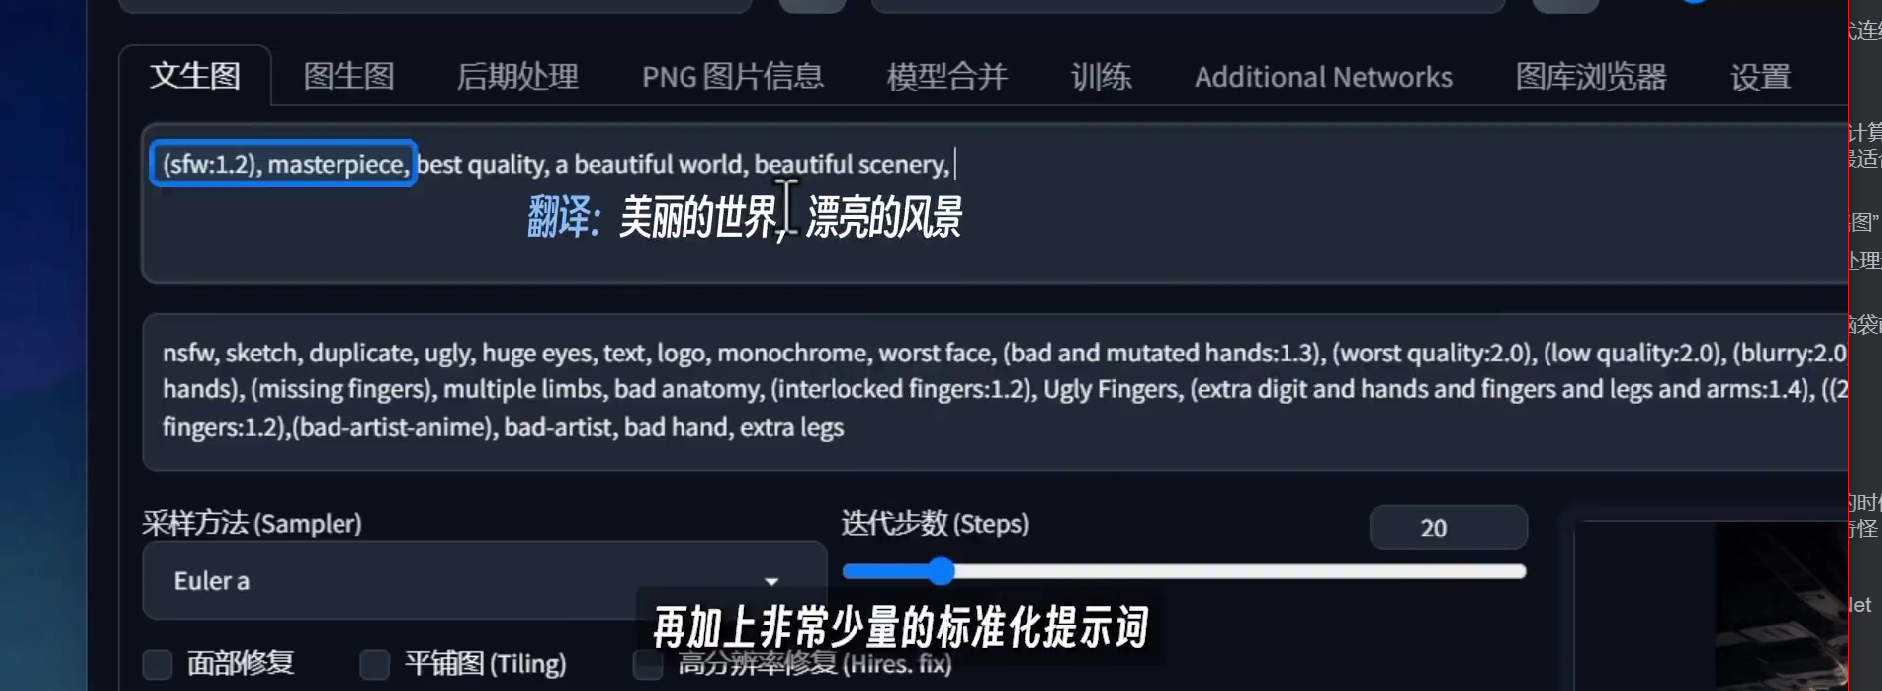 文生图 图生图 后期处理 PNG 图片信息 模型合并 训练 Additional Networks 图库浏览器 设置
(sfw:1.2), masterpiece, best quality, a beautiful world, beautiful scenery,
翻译: 美丽的世界, 漂亮的风景
nsfw, sketch, duplicate, ugly, huge eyes, text, logo, monochrome, worst face, (bad and mutated hands:1.3), (worst quality:2.0), (low quality:2.0), (blurry:2.0
hands), (missing fingers), multiple limbs, bad anatomy, (interlocked fingers:1.2), Ugly Fingers, (extra digit and hands and fingers and legs and arms:1.4), ((2
fingers:1.2),(bad-artist-anime), bad-artist, bad hand, extra legs
采样方法 (Sampler)
迭代步数 (Steps)
20
Euler a
再加上非常少量的标准化提示词
面部修复 平铺图 (Tiling) 高分辨率修复 (Hires. fix)
连
计算
最适合
图”
处理
脑袋
的时
奇怪